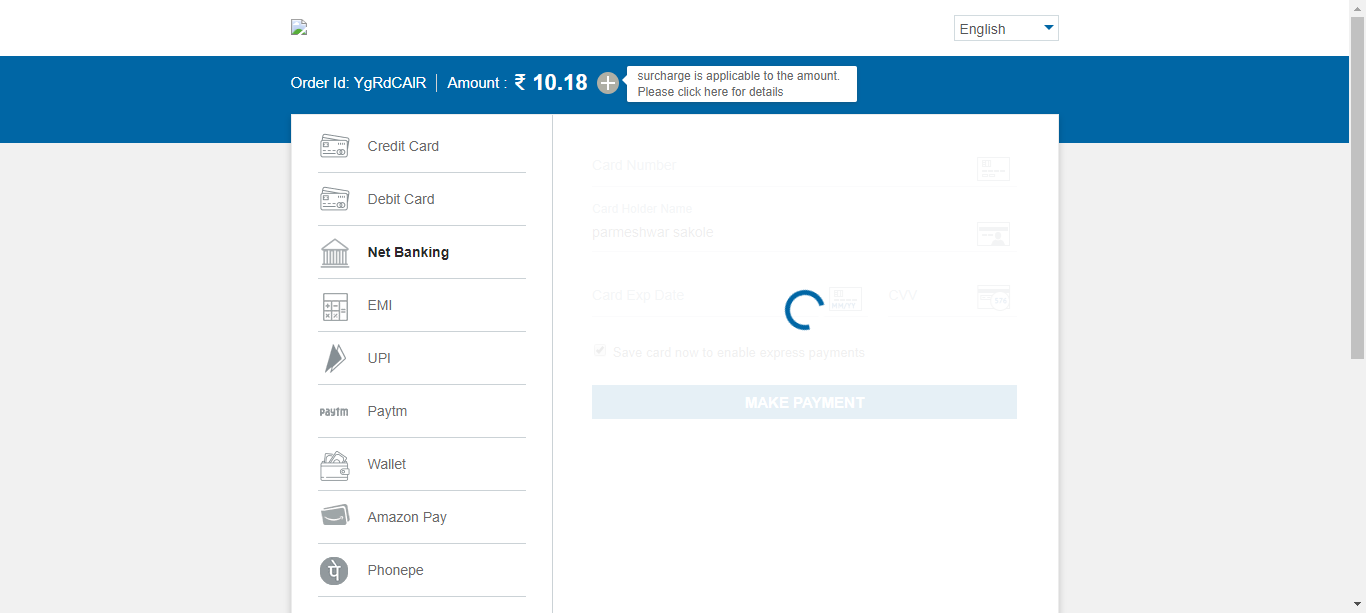 English
Order Id: YgRdCAlR | Amount : ₹ 10.18
surcharge is applicable to the amount.
Please click here for details
Credit Card
Debit Card
Net Banking
EMI
UPI
Paytm
Paytm
Wallet
Amazon Pay
Phonepe
पे
Card Number
Card Holder Name
parmeshwar sakole
Card Exp Date
CVV
Save card now to enable express payments
MAKE PAYMENT